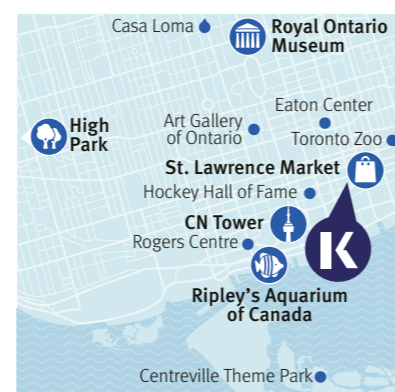 Casa Loma
Royal Ontario
Museum
High
Park
Eaton Center
Art Gallery
of Ontario
Toronto Zoo
St. Lawrence Market
Hockey Hall of Fame
CN Tower
Rogers Centre
K
Ripley's Aquarium
of Canada
Centreville Theme Park